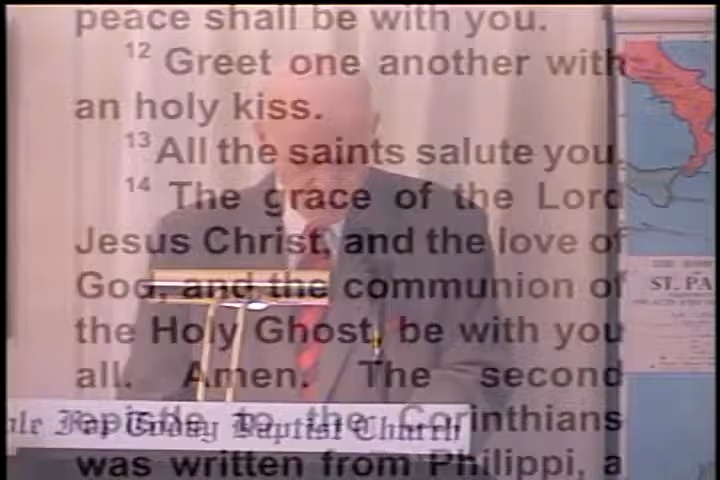 peace shall be with you.
12 Greet one another with
an holy kiss.
13 All the saints salute you.
14 The grace of the Lord
Jesus Christ, and the love of
God, and the communion of
the Holy Ghost, be with you
all. Amen. The second
epistle to the Corinthians
was written from Philippi, a
For Today Baptist Church
ST. PA